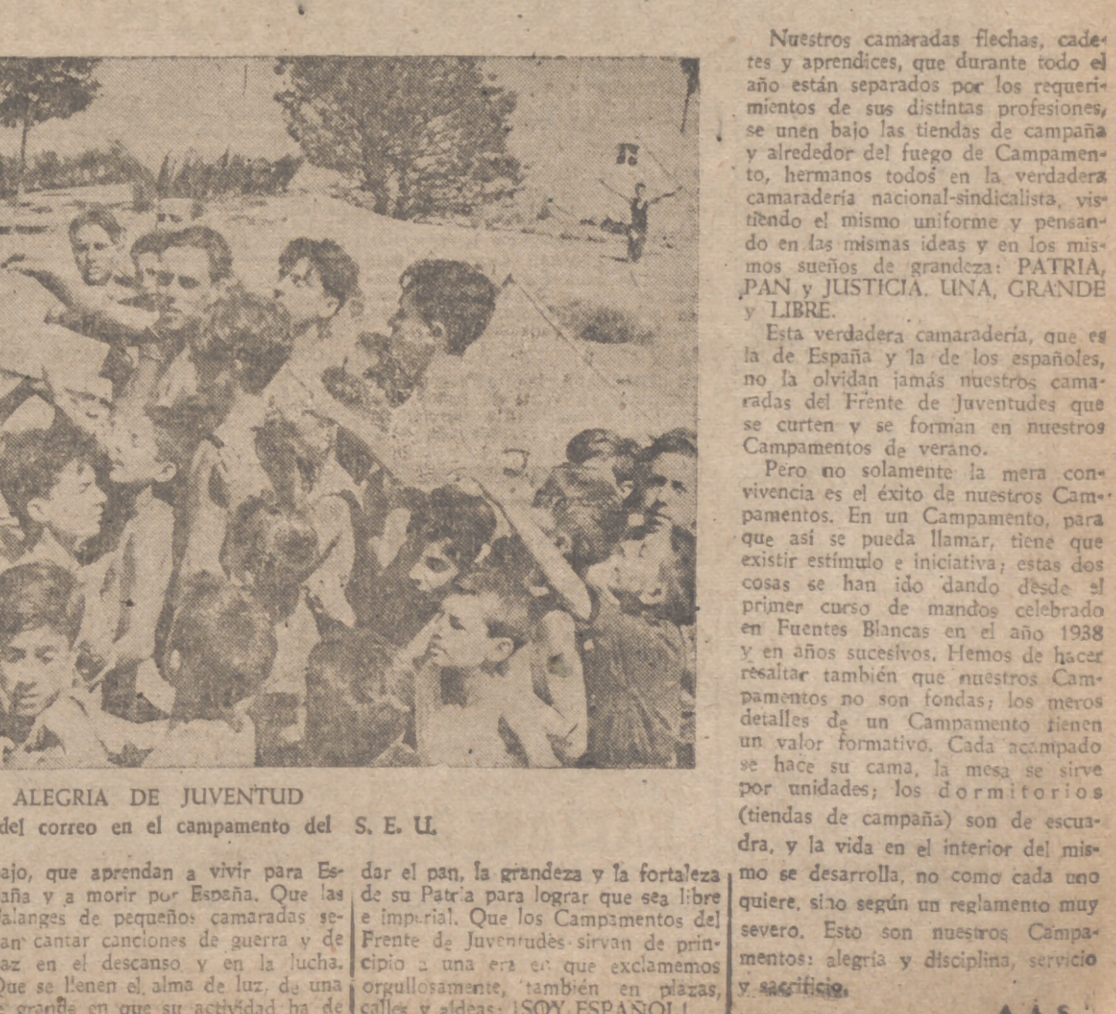 ALEGRIA DE JUVENTUD
del correo en el campamento del S. E. U.
ajo, que aprendan a vivir para Es-
aña y a morir por España. Que las
alanges de pequeños camaradas se-
an cantar canciones de guerra y de
az en el descanso y en la lucha.
Que se llenen el alma de luz, de una
grande en que su actividad ha de
dar el pan, la grandeza y la fortaleza
de su Patria para lograr que sea libre
e imperial. Que los Campamentos del
Frente de Juventudes sirvan de prin-
cipio a una era en que exclamemos
orgullosamente, también en plazas,
calles y aldeas: ¡SOY ESPAÑOL!
Nuestros camaradas flechas, cade-
tes y aprendices, que durante todo el
año están separados por los requeri-
mientos de sus distintas profesiones,
se unen bajo las tiendas de campaña
y alrededor del fuego de Campamen-
to, hermanos todos en la verdadera
camaradería nacional-sindicalista, vis-
tiendo el mismo uniforme y pensan-
do en las mismas ideas y en los mis-
mos sueños de grandeza: PATRIA,
PAN y JUSTICIA. UNA, GRANDE
y LIBRE.
Esta verdadera camaradería, que es
la de España y la de los españoles,
no la olvidan jamás nuestros cama-
radas del Frente de Juventudes que
se curten y se forman en nuestros
Campamentos de verano.
Pero no solamente la mera con-
vivencia es el éxito de nuestros Cam-
pamentos. En un Campamento, para
que así se pueda llamar, tiene que
existir estímulo e iniciativa; estas dos
cosas se han ido dando desde el
primer curso de mandos celebrado
en Fuentes Blancas en el año 1938
y en años sucesivos. Hemos de hacer
resaltar también que nuestros Cam-
pamentos no son fondas; los meros
detalles de un Campamento tienen
un valor formativo. Cada acampado
se hace su cama, la mesa se sirve
por unidades; los dormitorios
(tiendas de campaña) son de escua-
dra, y la vida en el interior del mis-
mo se desarrolla, no como cada uno
quiere, sino según un reglamento muy
severo. Esto son nuestros Campa-
mentos: alegría y disciplina, servicio
y sacrificio.